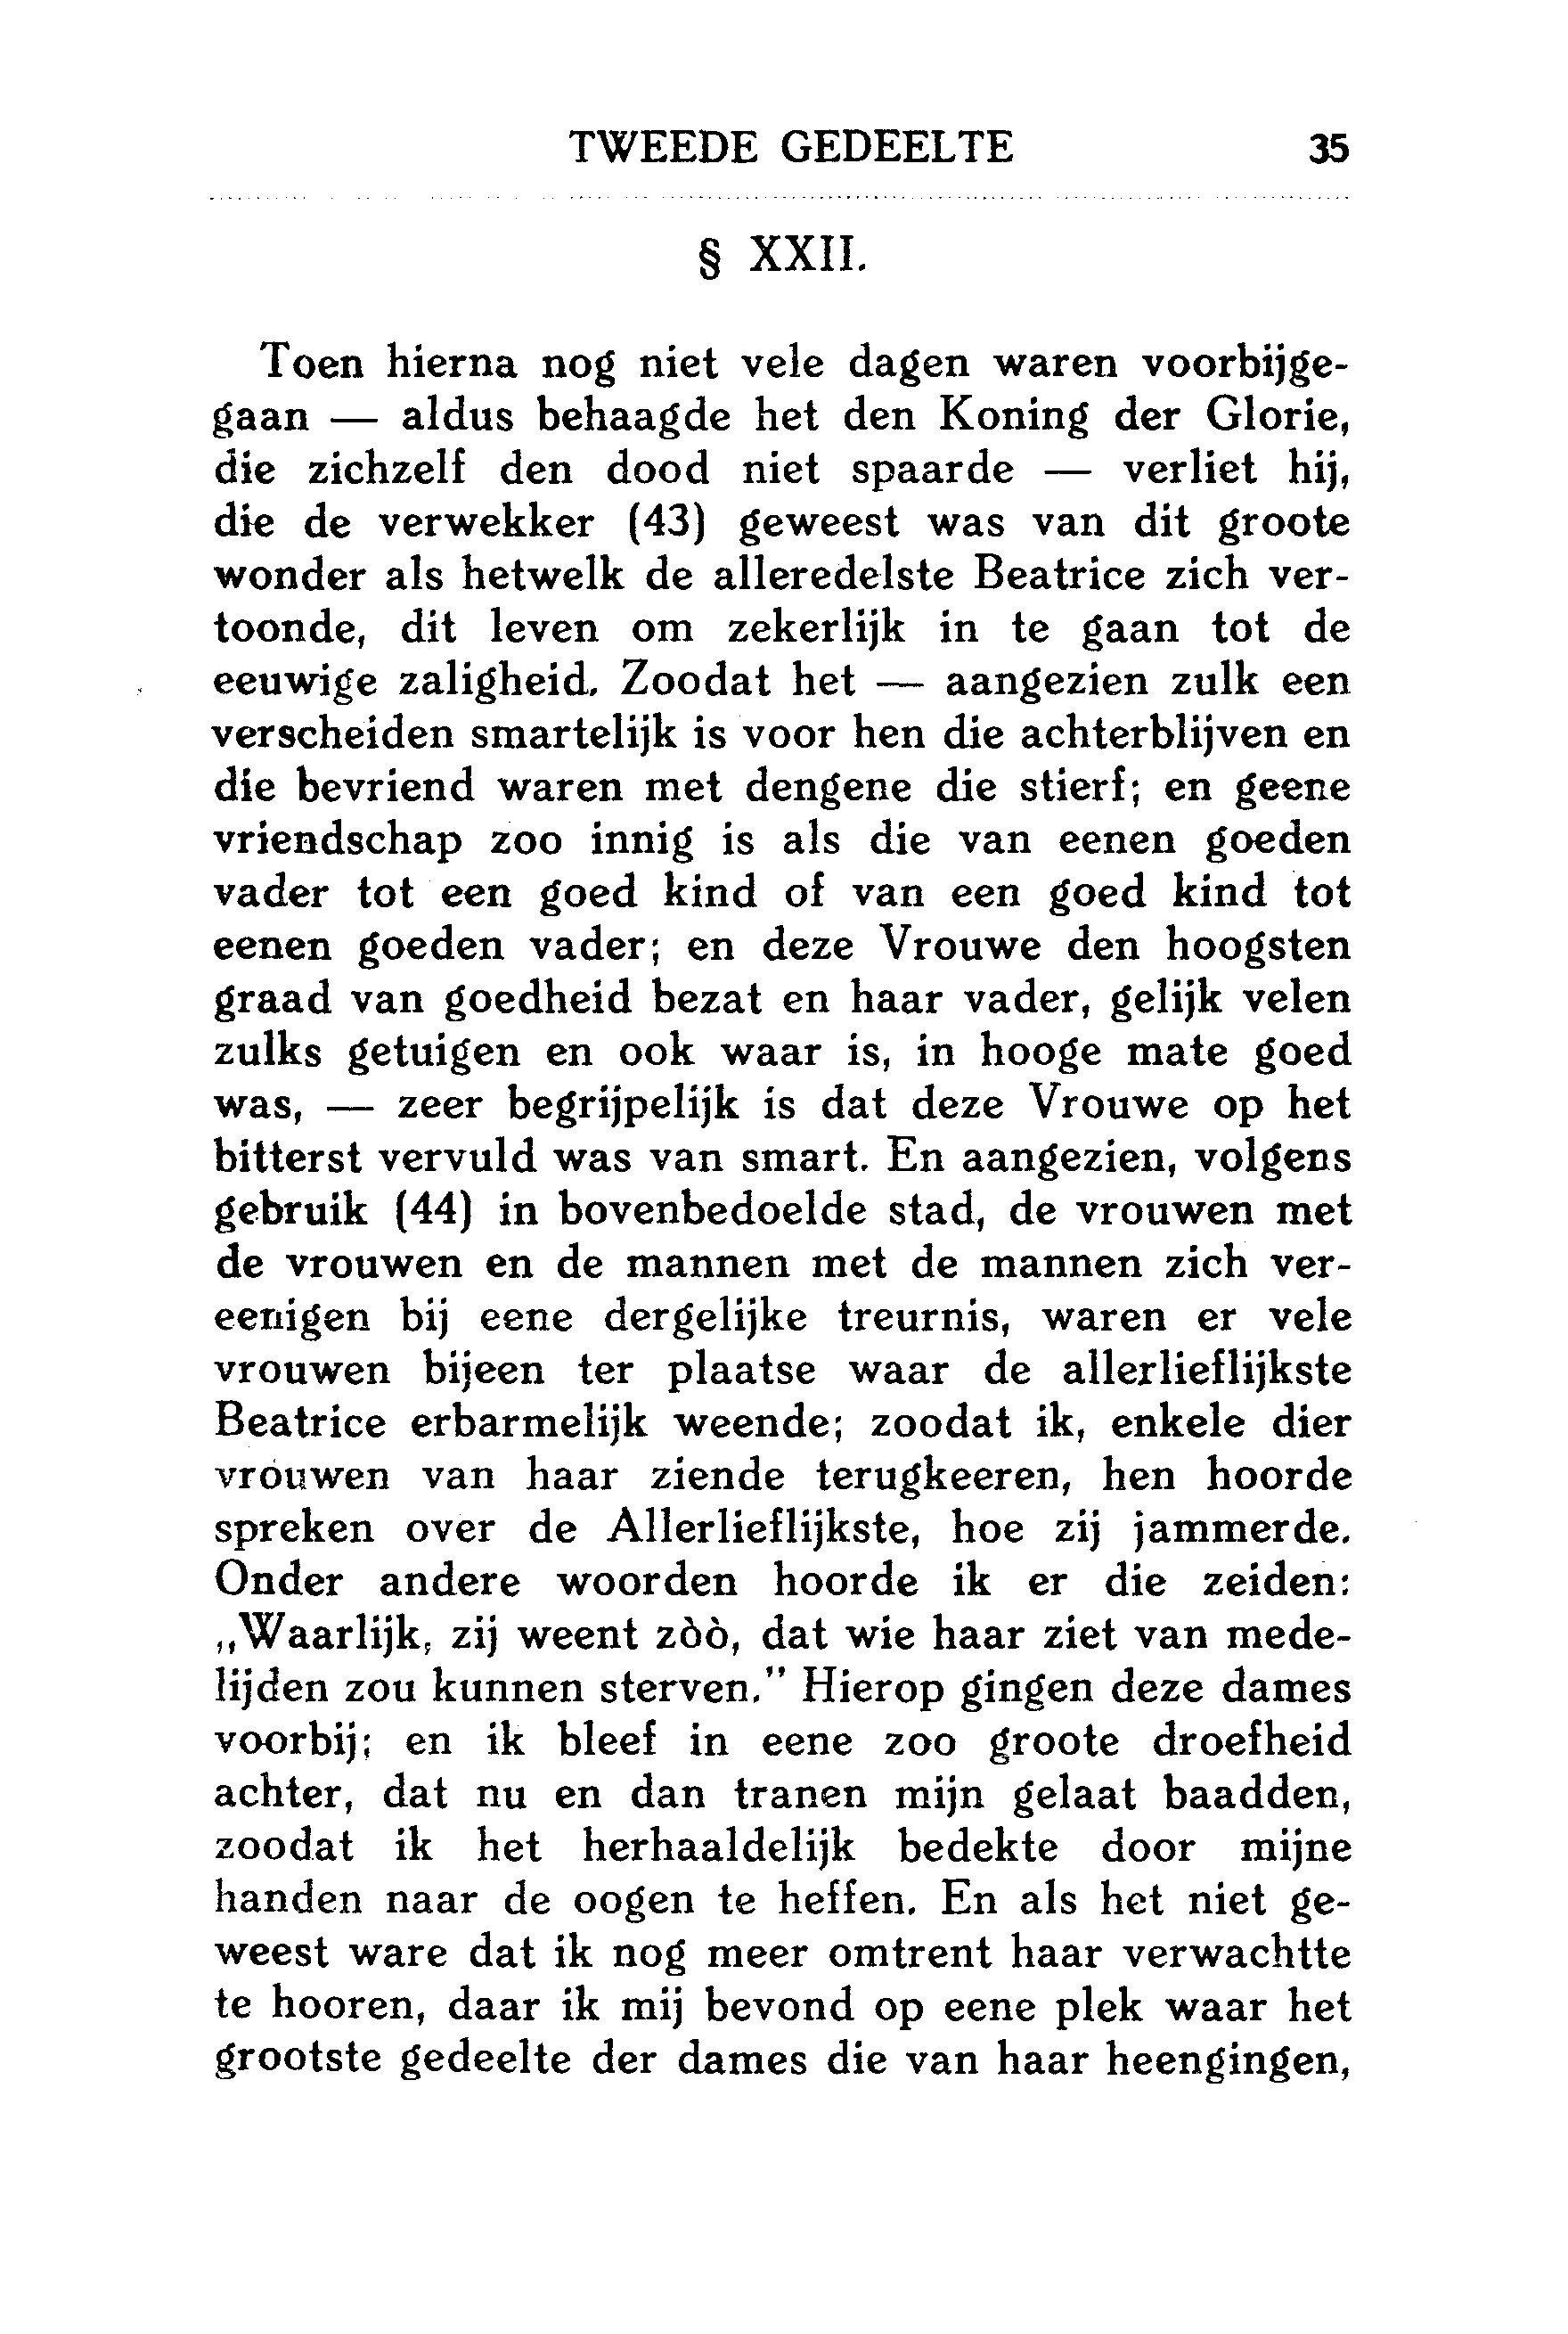 TWEEDE GEDEELTE 35
§ XXII.
Toen hierna nog niet vele dagen waren voorbijge-
gaan — aldus behaagde het den Koning der Glorie,
die zichzelf den dood niet spaarde — verliet hij,
die de verwekker (43) geweest was van dit groote
wonder als hetwelk de alleredelste Beatrice zich ver-
toonde, dit leven om zekerlijk in te gaan tot de
eeuwige zaligheid. Zoodat het — aangezien zulk een
verscheiden smartelijk is voor hen die achterblijven en
die bevriend waren met dengene die stierf; en geene
vriendschap zoo innig is als die van eenen goeden
vader tot een goed kind of van een goed kind tot
eenen goeden vader; en deze Vrouwe den hoogsten
graad van goedheid bezat en haar vader, gelijk velen
zulks getuigen en ook waar is, in hooge mate goed
was, — zeer begrijpelijk is dat deze Vrouwe op het
bitterst vervuld was van smart. En aangezien, volgens
gebruik (44) in bovenbedoelde stad, de vrouwen met
de vrouwen en de mannen met de mannen zich ver-
eenigen bij eene dergelijke treurnis, waren er vele
vrouwen bijeen ter plaatse waar de allerlieflijkste
Beatrice erbarmelijk weende; zoodat ik, enkele dier
vrouwen van haar ziende terugkeeren, hen hoorde
spreken over de Allerlieflijkste, hoe zij jammerde.
Onder andere woorden hoorde ik er die zeiden:
„Waarlijk, zij weent zòò, dat wie haar ziet van mede-
lijden zou kunnen sterven.” Hierop gingen deze dames
voorbij; en ik bleef in eene zoo groote droefheid
achter, dat nu en dan tranen mijn gelaat baadden,
zoodat ik het herhaaldelijk bedekte door mijne
handen naar de oogen te heffen. En als het niet ge-
weest ware dat ik nog meer omtrent haar verwachtte
te hooren, daar ik mij bevond op eene plek waar het
grootste gedeelte der dames die van haar heengingen,